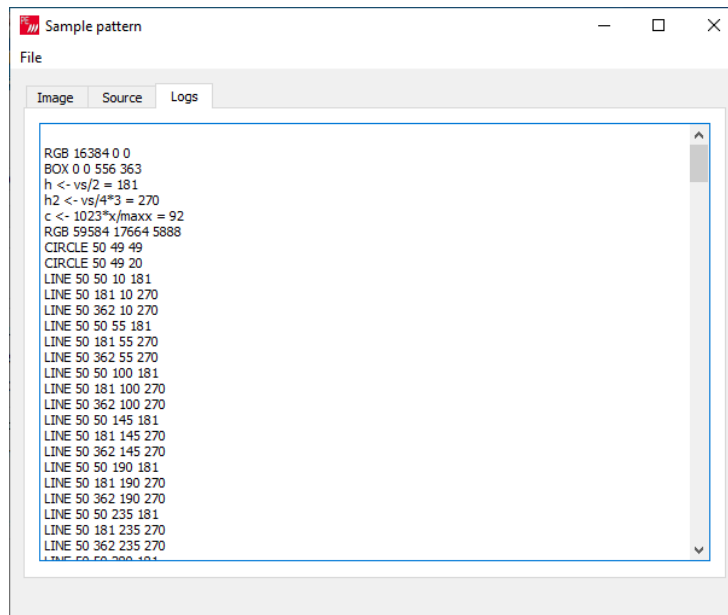 PE m Sample pattern
File
Image Source Logs
RGB 16384 0 0
BOX 0 0 556 363
h <- vs/2 = 181
h2 <- vs/4*3 = 270
c <- 1023*x/maxx = 92
RGB 59584 17664 5888
CIRCLE 50 49 49
CIRCLE 50 49 20
LINE 50 50 10 181
LINE 50 181 10 270
LINE 50 362 10 270
LINE 50 50 55 181
LINE 50 181 55 270
LINE 50 362 55 270
LINE 50 50 100 181
LINE 50 181 100 270
LINE 50 362 100 270
LINE 50 50 145 181
LINE 50 181 145 270
LINE 50 362 145 270
LINE 50 50 190 181
LINE 50 181 190 270
LINE 50 362 190 270
LINE 50 50 235 181
LINE 50 181 235 270
LINE 50 362 235 270
LINE 50 50 280 181